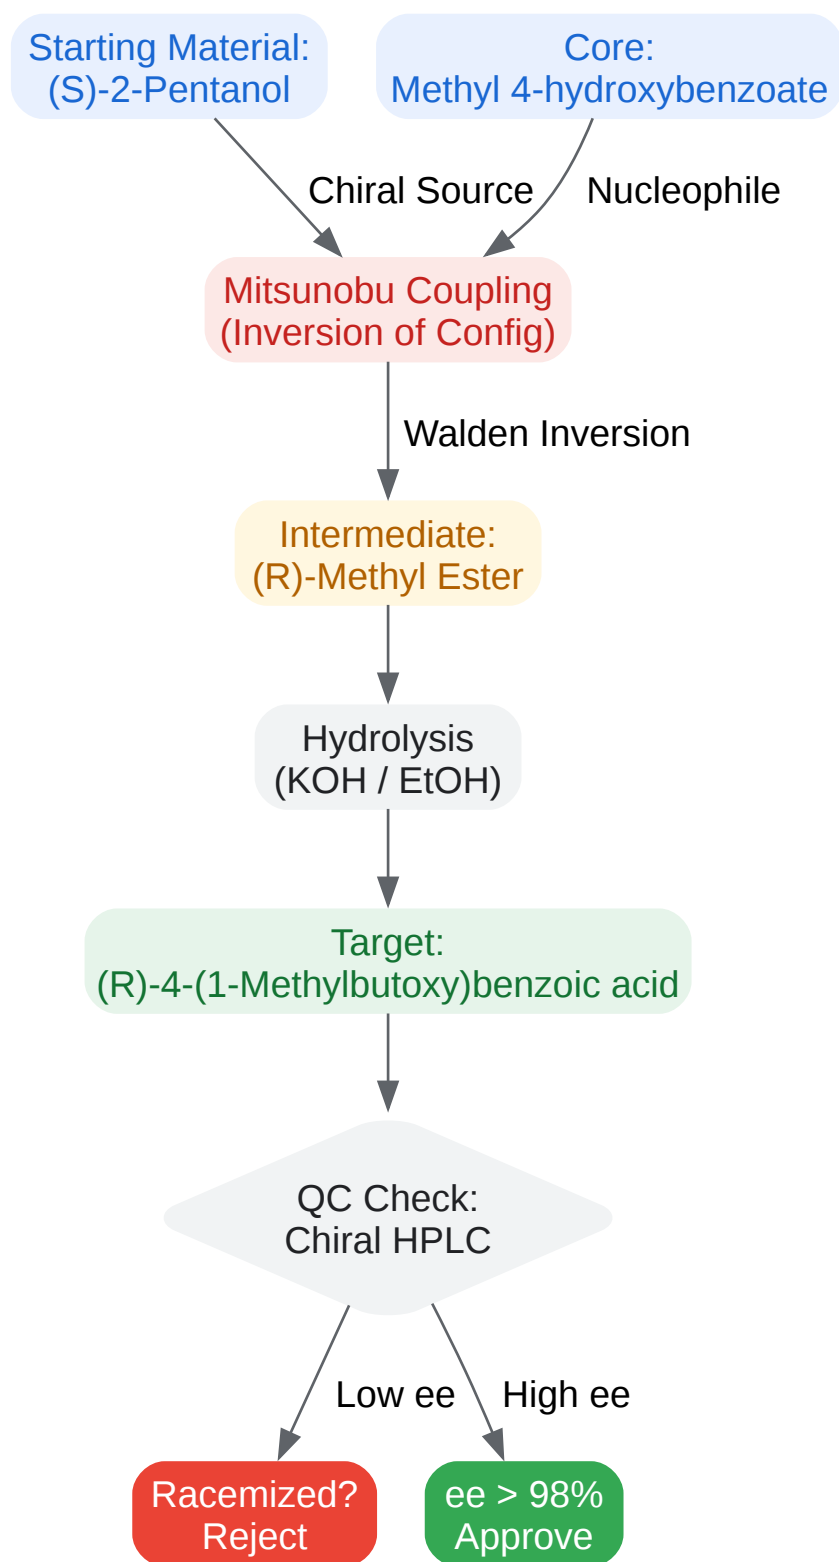 Starting Material:
(S)-2-Pentanol
Core:
Methyl 4-hydroxybenzoate
Chiral Source
Nucleophile
Mitsunobu Coupling
(Inversion of Config)
Walden Inversion
Intermediate:
(R)-Methyl Ester
Hydrolysis
(KOH / EtOH)
Target:
(R)-4-(1-Methylbutoxy)benzoic acid
QC Check:
Chiral HPLC
Low ee
High ee
Racemized?
Reject
ee > 98%
Approve